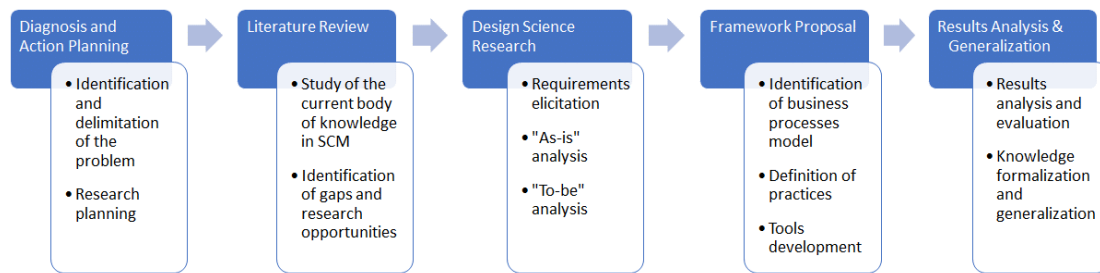 Diagnosis and
Action Planning
• Identification
and
delimitation
of the
problem
• Research
planning
Literature Review
• Study of the
current body
of knowledge
in SCM
• Identification
of gaps and
research
opportunities
Design Science
Research
• Requirements
elicitation
• "As-is"
analysis
• "To-be"
analysis
Framework Proposal
• Identification
of business
processes
model
• Definition of
practices
• Tools
development
Results Analysis &
Generalization
• Results
analysis and
evaluation
• Knowledge
formalization
and
generalization